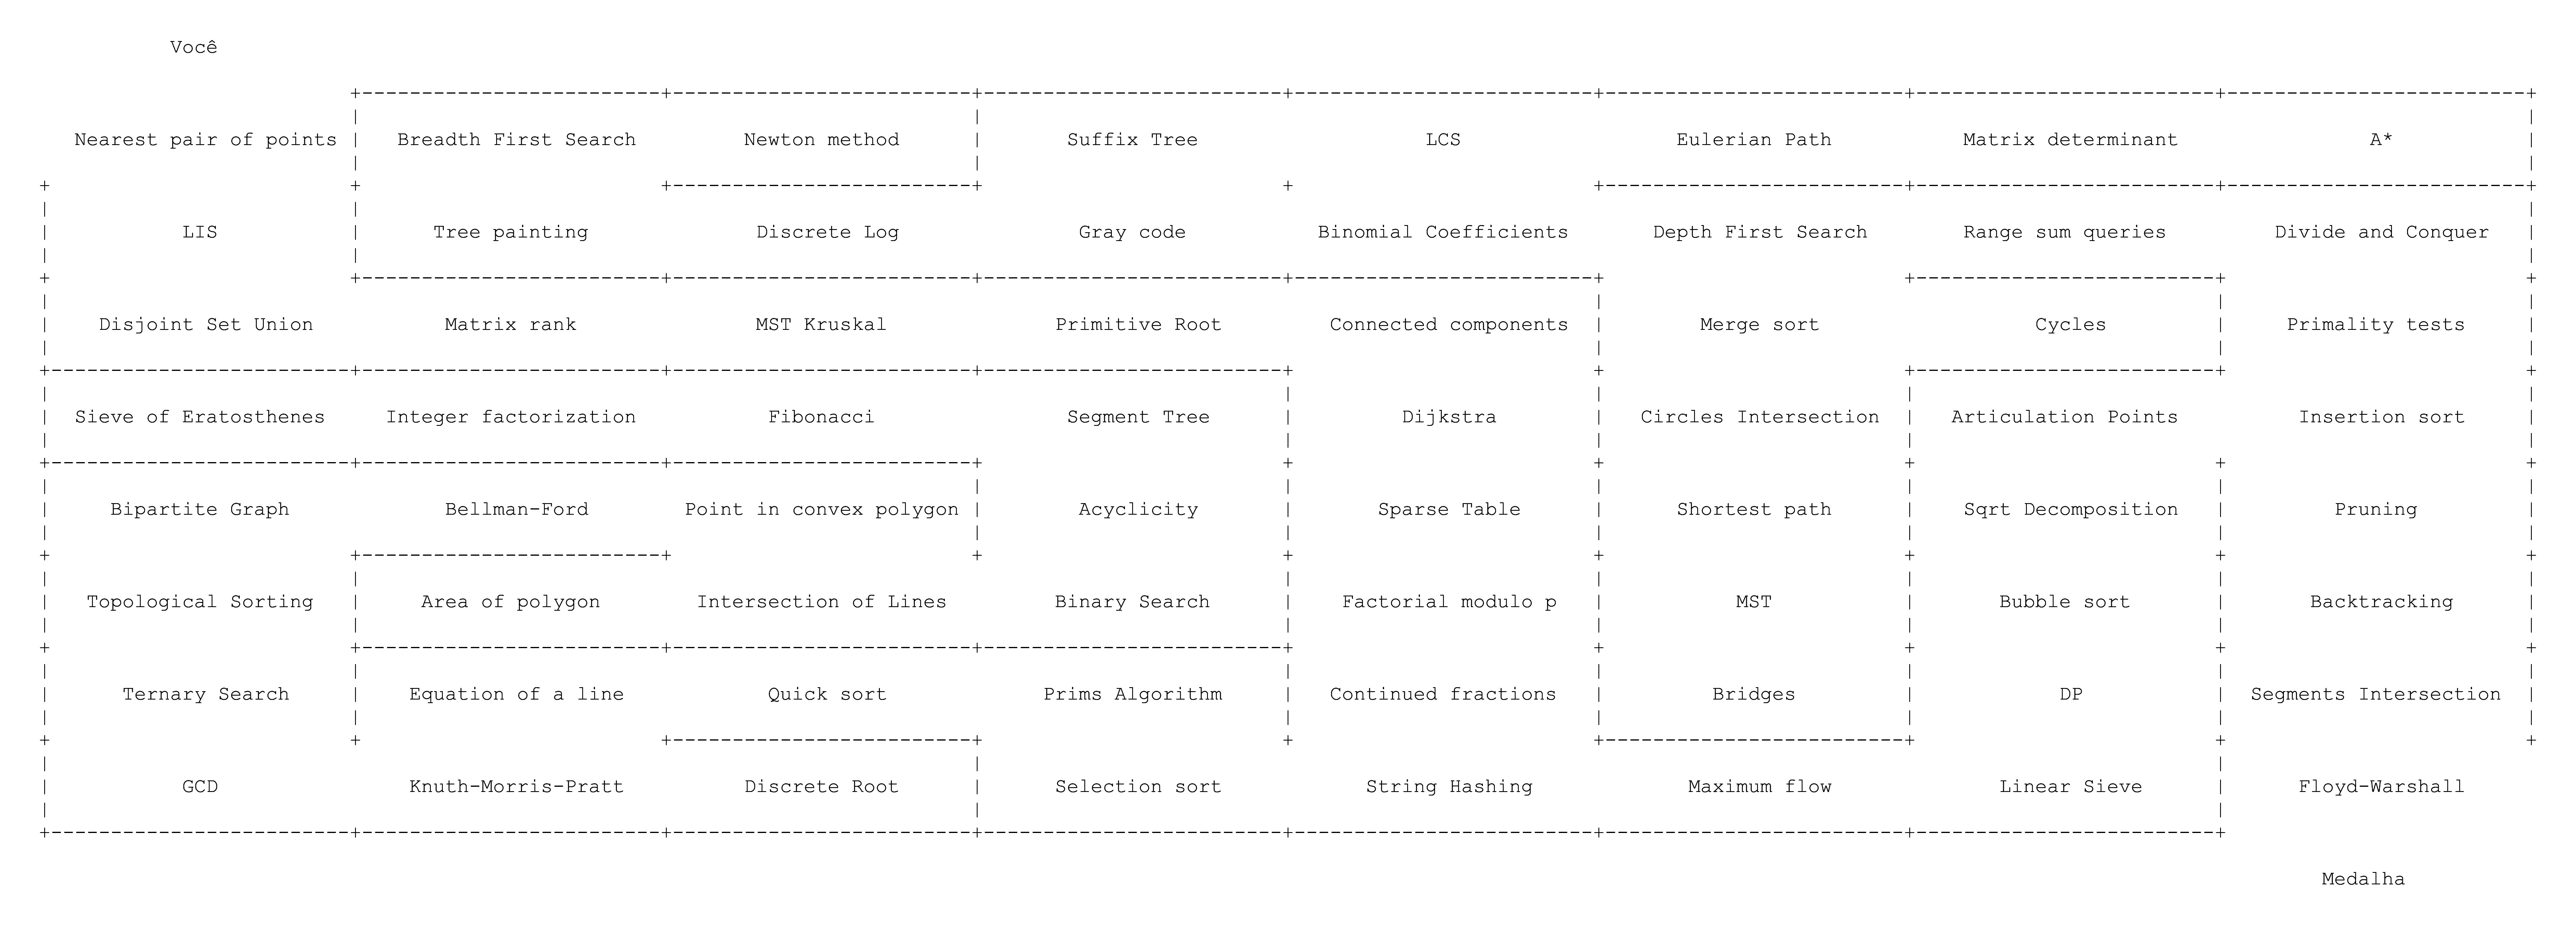 Você
Nearest pair of points Breadth First Search Newton method Suffix Tree LCS Eulerian Path Matrix determinant A*
LIS Tree painting Discrete Log Gray code Binomial Coefficients Depth First Search Range sum queries Divide and Conquer
Disjoint Set Union Matrix rank MST Kruskal Primitive Root Connected components Merge sort Cycles Primality tests
Sieve of Eratosthenes Integer factorization Fibonacci Segment Tree Dijkstra Circles Intersection Articulation Points Insertion sort
Bipartite Graph Bellman-Ford Point in convex polygon Acyclicity Sparse Table Shortest path Sqrt Decomposition Pruning
Topological Sorting Area of polygon Intersection of Lines Binary Search Factorial modulo p MST Bubble sort Backtracking
Ternary Search Equation of a line Quick sort Prims Algorithm Continued fractions Bridges DP Segments Intersection
GCD Knuth-Morris-Pratt Discrete Root Selection sort String Hashing Maximum flow Linear Sieve Floyd-Warshall
Medalha